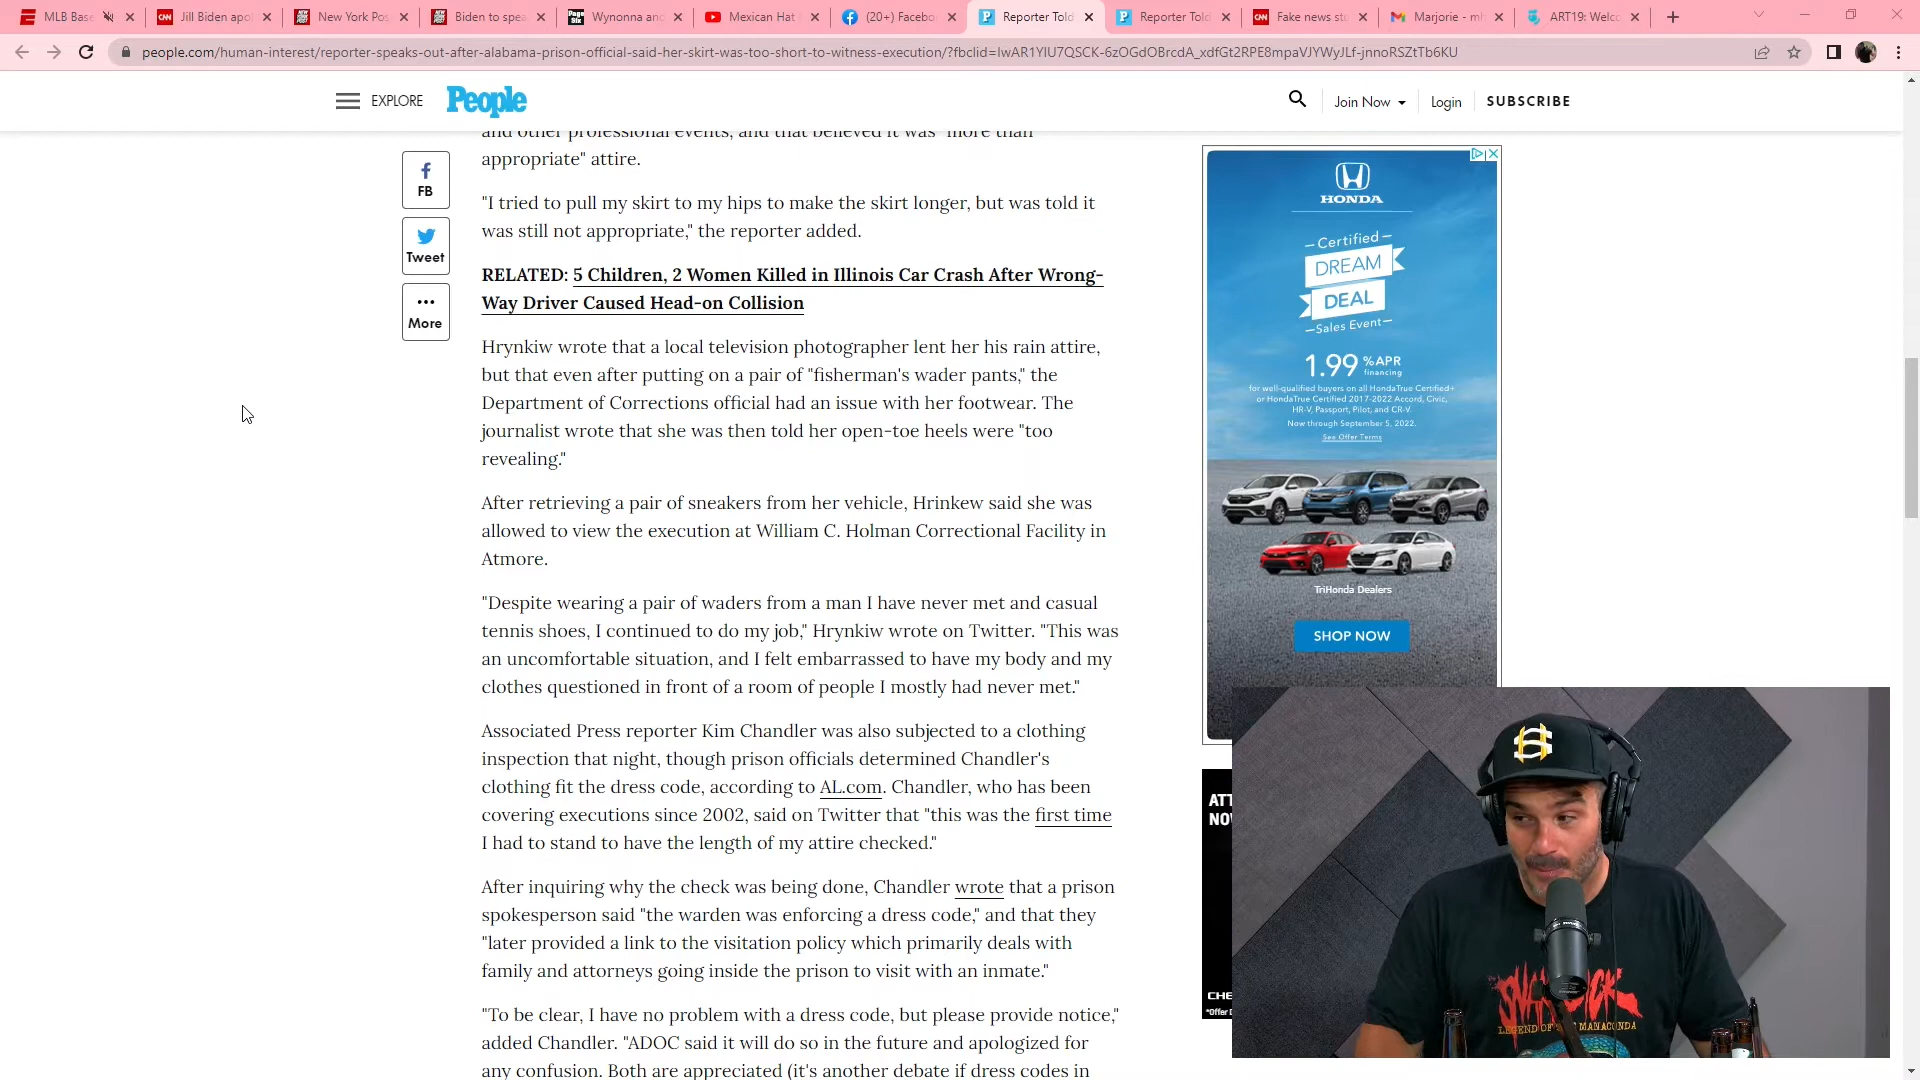 MLB Base
Jill Biden apo
New York Pos
Biden to spea
Wynonna and
Mexican Hat
(20+) Facebo
Reporter Told
Reporter Told
Fake news sto
Marjorie - mh
ART19: Welco
people.com/human-interest/reporter-speaks-out-after-alabama-prison-official-said-her-skirt-was-too-short-to-witness-execution/?fbclid=IwAR1YlU7QSCK-6zOGdOBrcdA_xdfGt2RPE8mpaVJYWyJLf-jnnoRSZtTb6KU
EXPLORE
People
Join Now
Login
SUBSCRIBE
and other professional events, and that believed it was "more than
appropriate" attire.
FB
Tweet
More
"I tried to pull my skirt to my hips to make the skirt longer, but was told it
was still not appropriate," the reporter added.
RELATED: 5 Children, 2 Women Killed in Illinois Car Crash After Wrong-
Way Driver Caused Head-on Collision
Hrynkiw wrote that a local television photographer lent her his rain attire,
but that even after putting on a pair of "fisherman's wader pants," the
Department of Corrections official had an issue with her footwear. The
journalist wrote that she was then told her open-toe heels were "too
revealing."
After retrieving a pair of sneakers from her vehicle, Hrinkew said she was
allowed to view the execution at William C. Holman Correctional Facility in
Atmore.
"Despite wearing a pair of waders from a man I have never met and casual
tennis shoes, I continued to do my job," Hrynkiw wrote on Twitter. "This was
an uncomfortable situation, and I felt embarrassed to have my body and my
clothes questioned in front of a room of people I mostly had never met."
Associated Press reporter Kim Chandler was also subjected to a clothing
inspection that night, though prison officials determined Chandler's
clothing fit the dress code, according to AL.com. Chandler, who has been
covering executions since 2002, said on Twitter that "this was the first time
I had to stand to have the length of my attire checked."
After inquiring why the check was being done, Chandler wrote that a prison
spokesperson said "the warden was enforcing a dress code," and that they
"later provided a link to the visitation policy which primarily deals with
family and attorneys going inside the prison to visit with an inmate."
"To be clear, I have no problem with a dress code, but please provide notice,"
added Chandler. "ADOC said it will do so in the future and apologized for
any confusion. Both are appreciated (it's another debate if dress codes in
HONDA
Certified
DREAM
DEAL
Sales Event
1.99 %APR
financing
for well-qualified buyers on all HondaTrue Certified+
or HondaTrue Certified 2017-2022 Accord, Civic,
HR-V, Passport, Pilot, and CR-V.
Now through September 5, 2022.
See Offer Terms
TriHonda Dealers
SHOP NOW
ATT
NO
CHE
*Offer
LEGEND OF MANACONDA